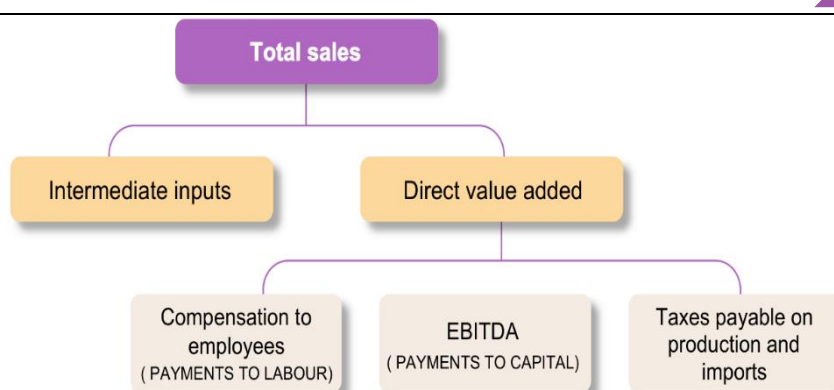 Total sales
Intermediate inputs
Direct value added
Compensation to
employees
( PAYMENTS TO LABOUR)
EBITDA
( PAYMENTS TO CAPITAL)
Taxes payable on
production and
imports